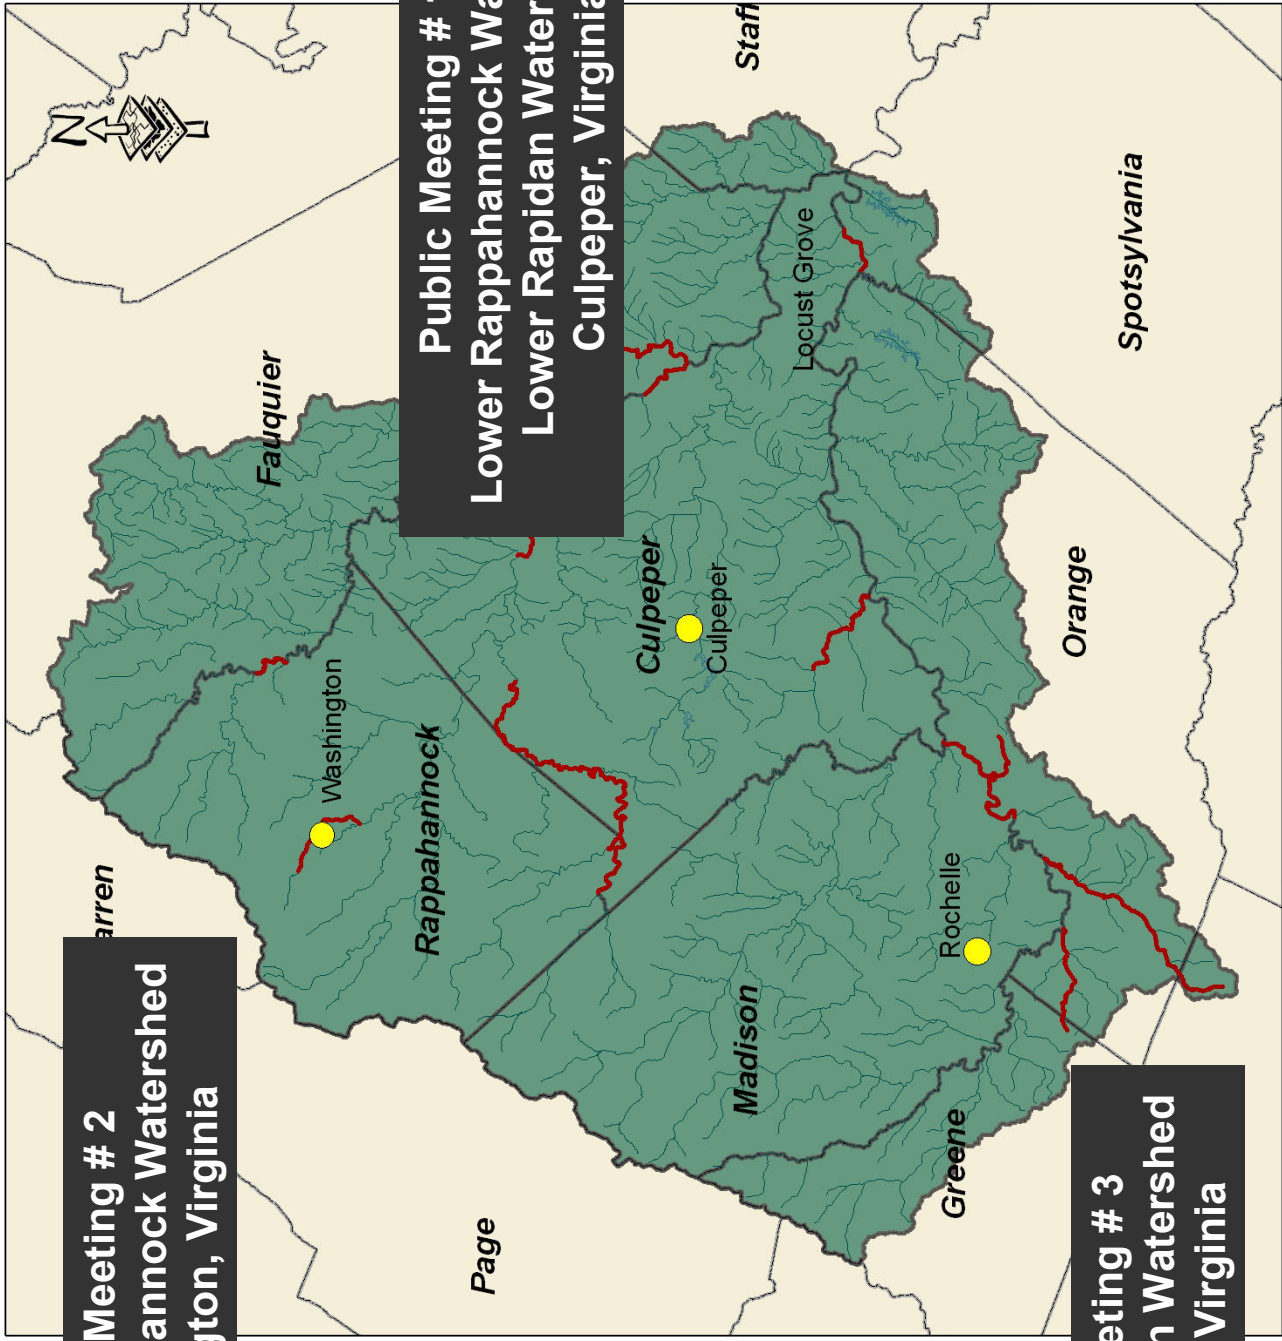 N
Public Meeting #
Lower Rappahannock Wa
Lower Rapidan Water
Culpeper, Virginia
Staff
Fauquier
Locust Grove
Spotsylvania
Culpeper
Culpeper
Washington
Orange
Rappahannock
arren
Rochelle
Madison
Meeting # 2
annock Watershed
gton, Virginia
Greene
Page
eting # 3
n Watershed
Virginia